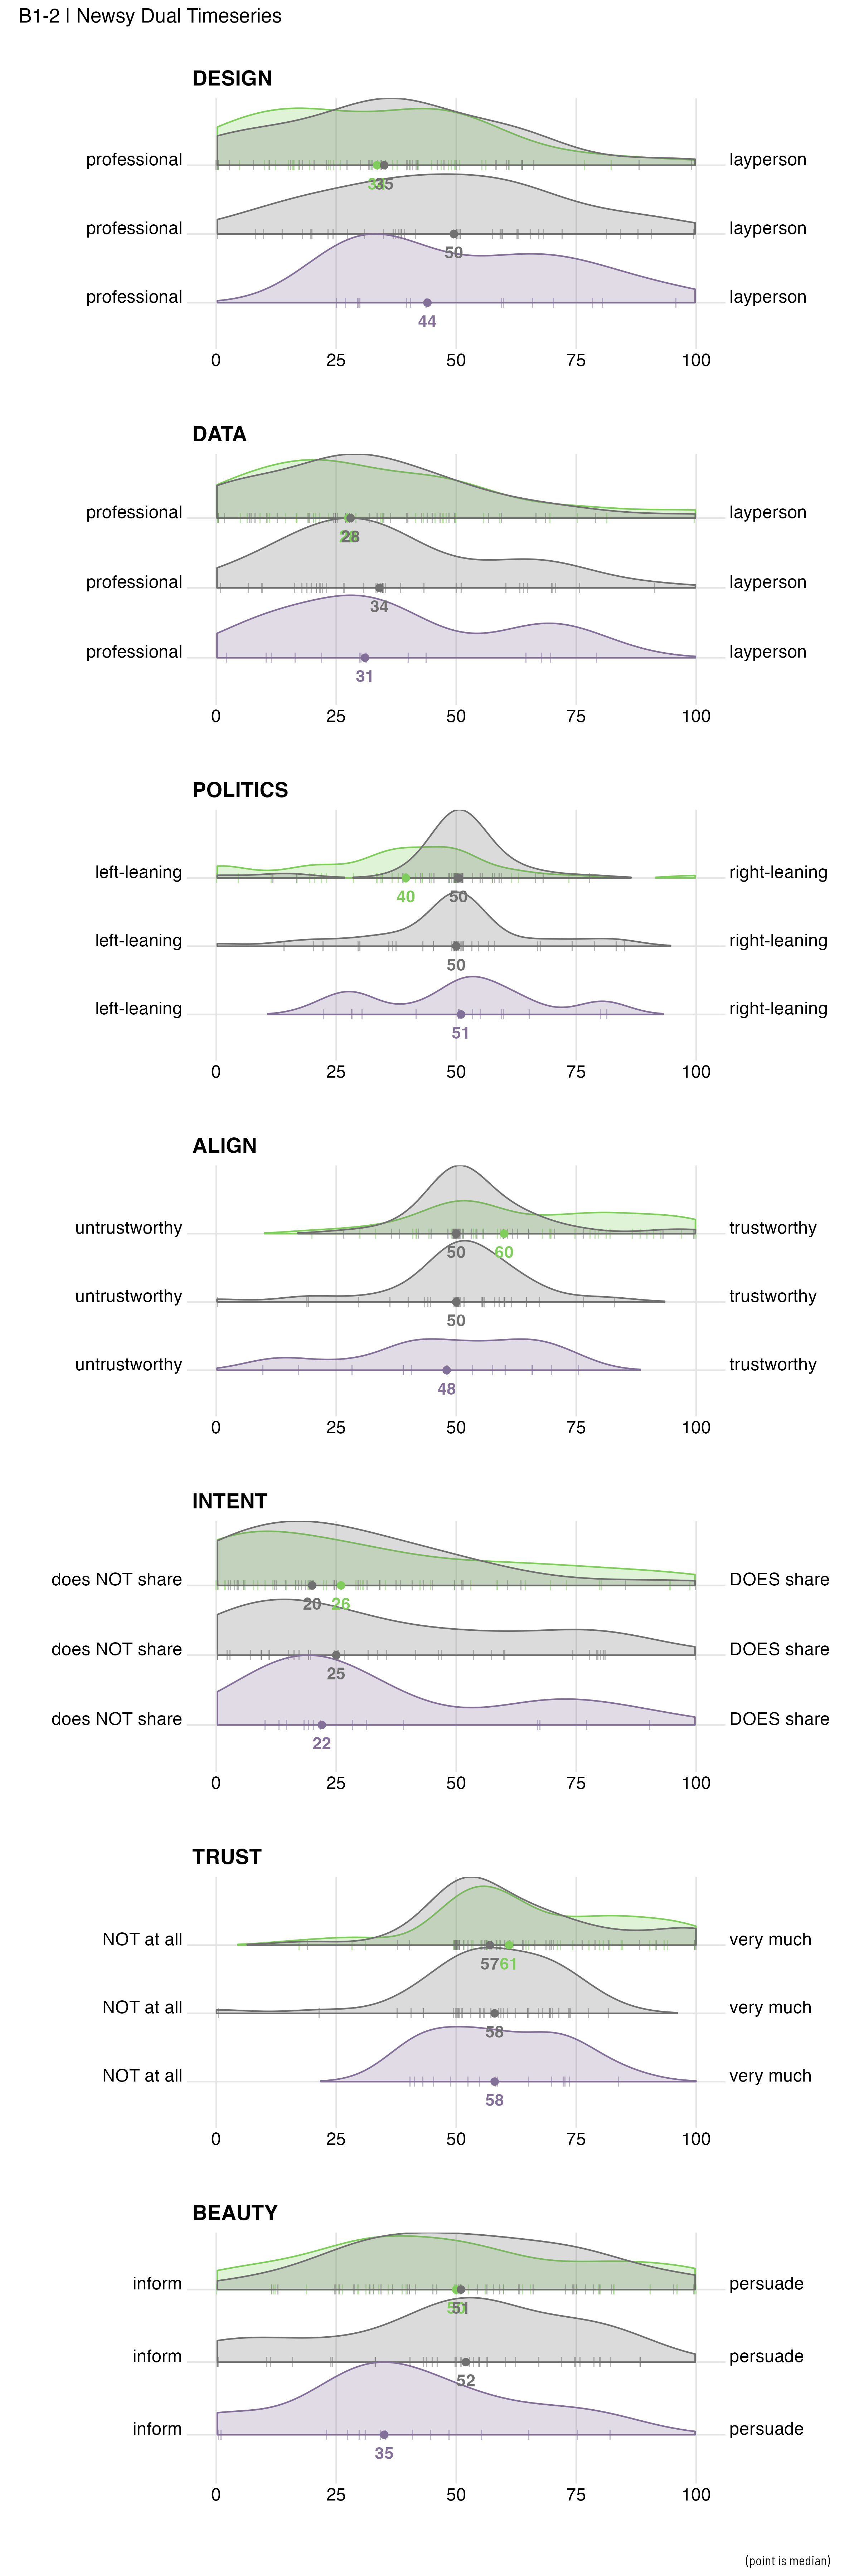 B1-2 | Newsy Dual Timeseries
DESIGN
professional layperson
35
professional layperson
50
professional layperson
44
0 25 50 75 100
DATA
professional layperson
28
professional layperson
34
professional layperson
31
0 25 50 75 100
POLITICS
left-leaning right-leaning
40 50
left-leaning right-leaning
50
left-leaning right-leaning
51
0 25 50 75 100
ALIGN
untrustworthy trustworthy
50 60
untrustworthy trustworthy
50
untrustworthy trustworthy
48
0 25 50 75 100
INTENT
does NOT share DOES share
20 26
does NOT share DOES share
25
does NOT share DOES share
22
0 25 50 75 100
TRUST
NOT at all very much
57 61
NOT at all very much
58
NOT at all very much
58
0 25 50 75 100
BEAUTY
inform persuade
51
inform persuade
52
inform persuade
35
0 25 50 75 100
(point is median)